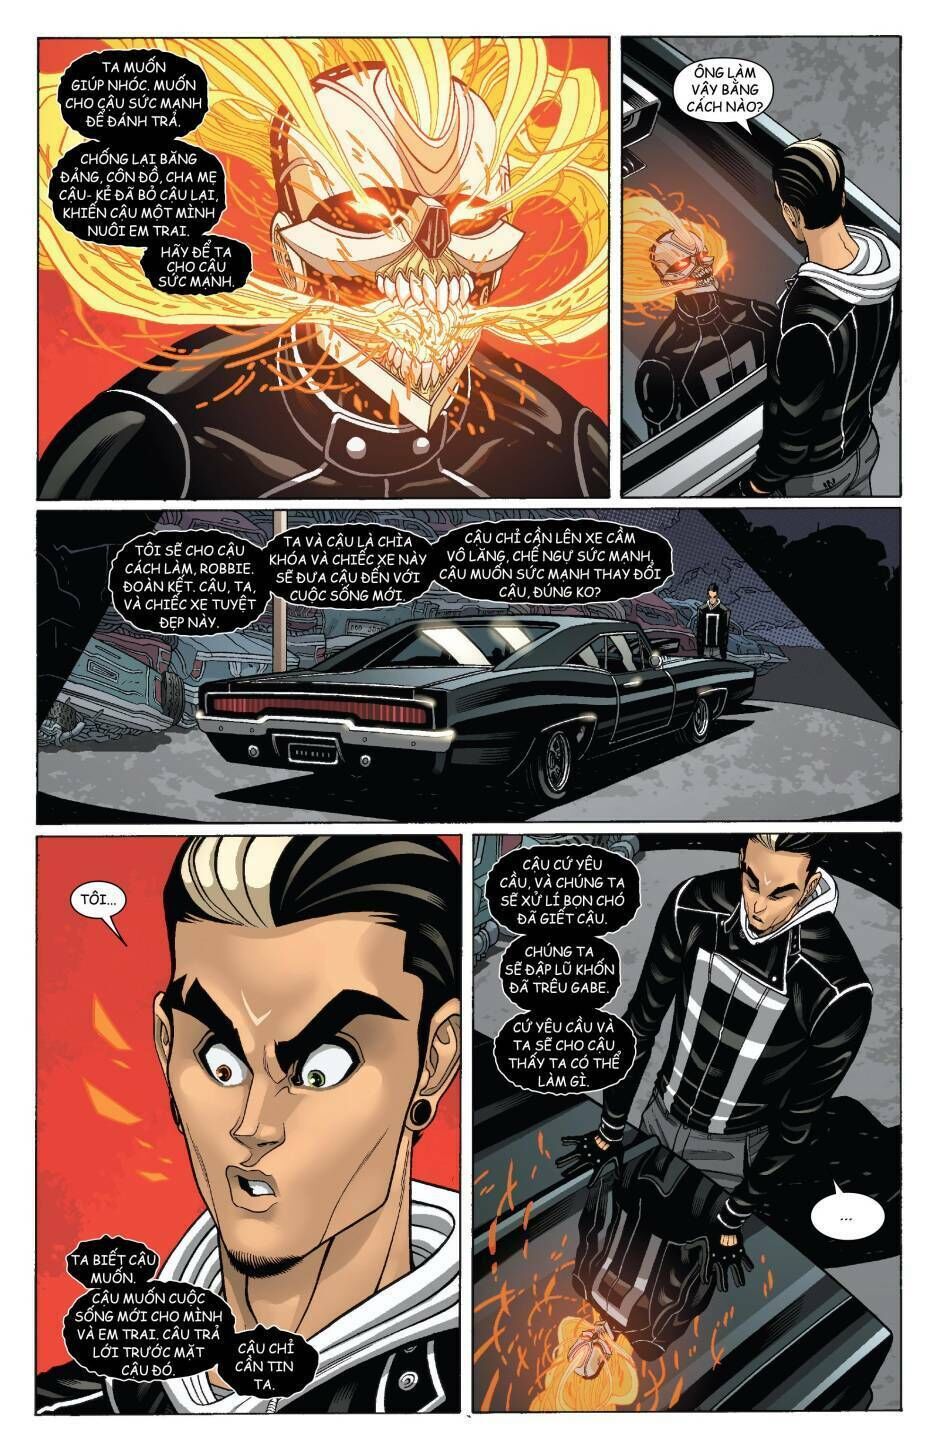 TA MUỐN
GIÚP NHÓC. MUỐN
CHO CẬU SỨC MẠNH
ĐỂ ĐÁNH TRẢ.
CHỐNG LẠI BĂNG
ĐẢNG, CÔN ĐỒ, CHA MẸ
CẬU- KẺ ĐÃ BỎ CẬU LẠI,
KHIẾN CẬU MỘT MÌNH
NUÔI EM TRAI.
HÃY ĐỂ TA
CHO CẬU
SỨC MẠNH.
ÔNG LÀM
VẬY BẰNG
CÁCH NÀO?
TÔI SẼ CHO CẬU
CÁCH LÀM, ROBBIE.
ĐOÀN KẾT. CẬU, TA,
VÀ CHIẾC XE TUYỆT
ĐẸP NÀY.
TA VÀ CẬU LÀ CHÌA
KHÓA VÀ CHIẾC XE NÀY
SẼ ĐƯA CẬU ĐẾN VỚI
CUỘC SỐNG MỚI.
CẬU CHỈ CẦN LÊN XE CẦM
VÔ LĂNG, CHẾ NGỰ SỨC MẠNH,
CẬU MUỐN SỨC MẠNH THAY ĐỔI
CẬU, ĐÚNG KO?
TÔI...
TA BIẾT CẬU
MUỐN.
CẬU MUỐN CUỘC
SỐNG MỚI CHO MÌNH
VÀ EM TRAI. CÂU TRẢ
LỜI TRƯỚC MẶT
CẬU ĐÓ.
CẬU CHỈ
CẦN TIN
TA.
CẬU CỨ YÊU
CẦU, VÀ CHÚNG TA
SẼ XỬ LÍ BỌN CHÓ
ĐÃ GIẾT CẬU.
CHÚNG TA
SẼ ĐẬP LŨ KHỐN
ĐÃ TRÊU GABE.
CỨ YÊU CẦU VÀ
TA SẼ CHO CẬU
THẤY TA CÓ THỂ
LÀM GÌ.
...